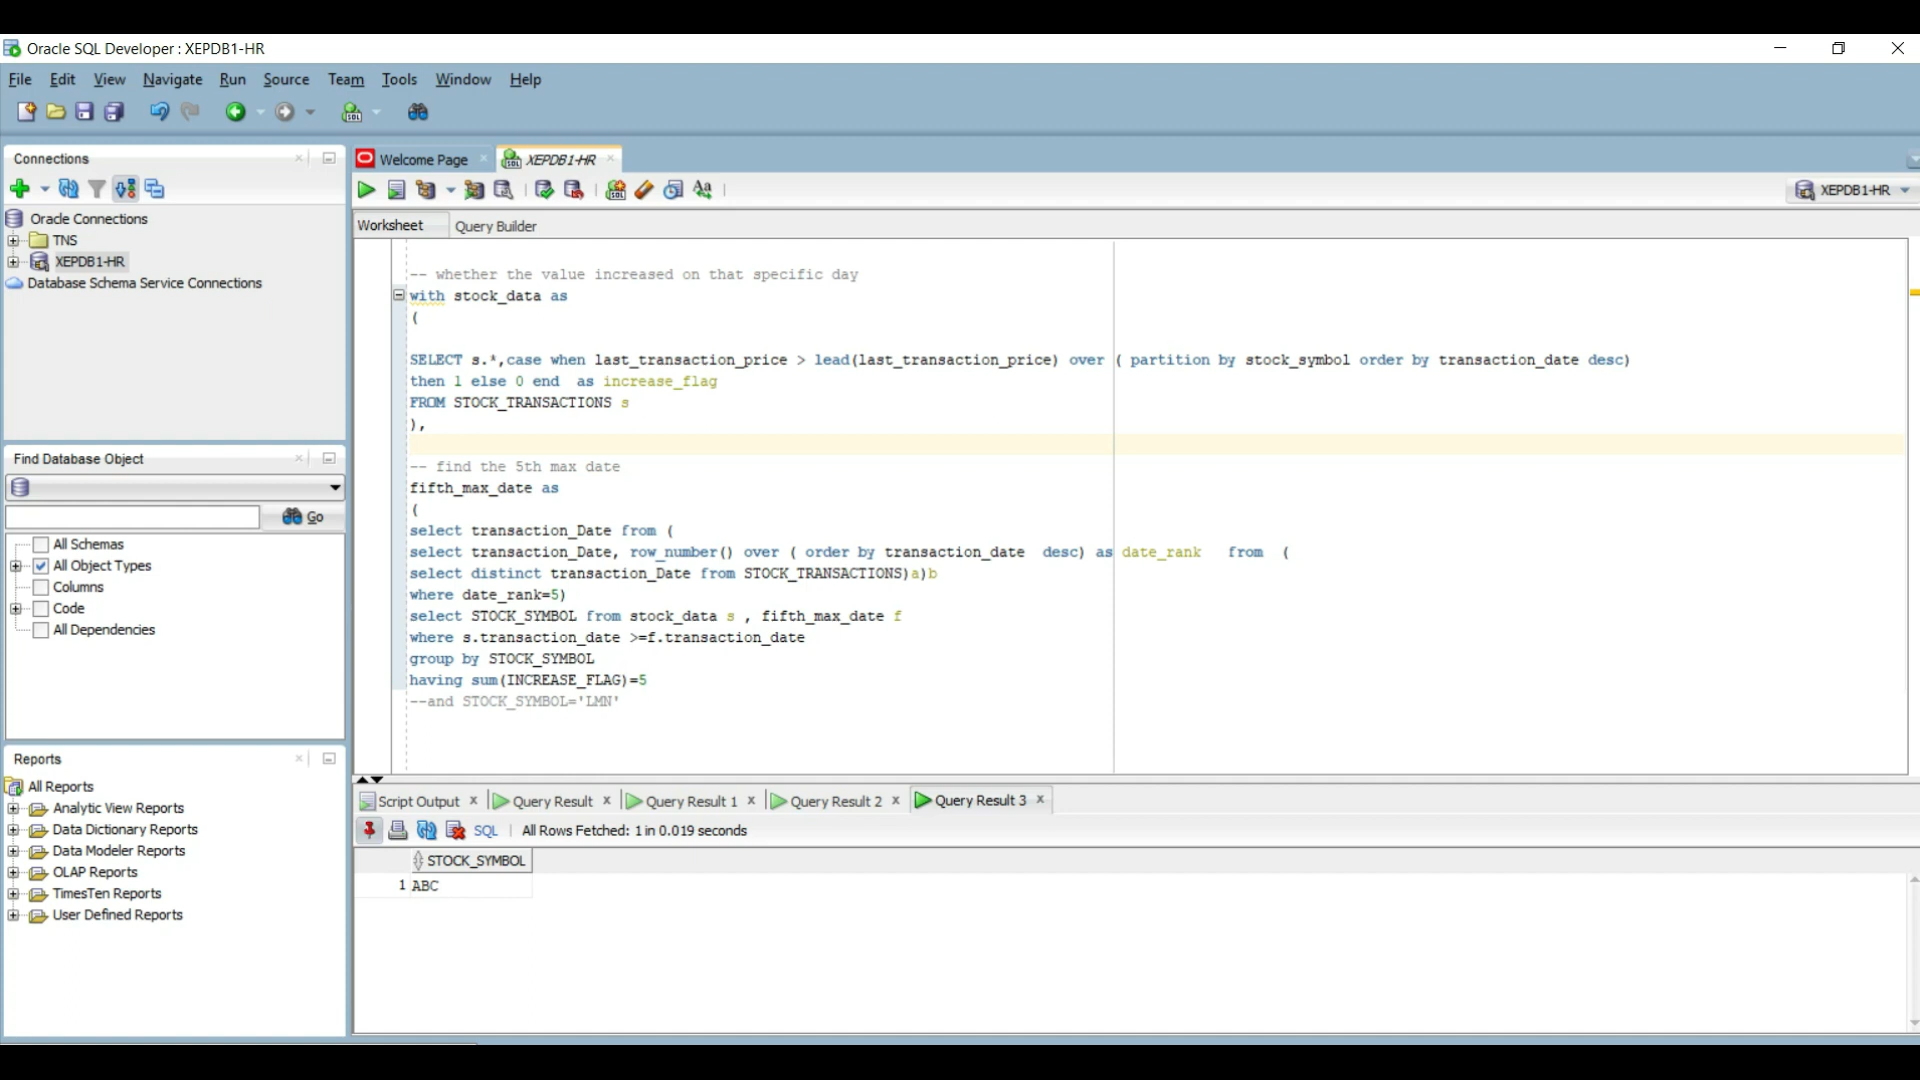 Oracle SQL Developer : XEPDB1-HR
File Edit View Navigate Run Source Team Tools Window Help
Connections
Oracle Connections
TNS
XEPDB1-HR
Database Schema Service Connections
Find Database Object
Go
All Schemas
All Object Types
Columns
Code
All Dependencies
Reports
All Reports
Analytic View Reports
Data Dictionary Reports
Data Modeler Reports
OLAP Reports
TimesTen Reports
User Defined Reports
Welcome Page XEPDB1-HR
XEPDB1-HR
Worksheet Query Builder
-- whether the value increased on that specific day
with stock_data as
(
SELECT s.*,case when last_transaction_price > lead(last_transaction_price) over ( partition by stock_symbol order by transaction_date desc)
then 1 else 0 end  as increase_flag
FROM STOCK_TRANSACTIONS s
),
-- find the 5th max date
fifth_max_date as
(
select transaction_Date from (
select transaction_Date, row_number() over ( order by transaction_date  desc) as date_rank   from  (
select distinct transaction_Date from STOCK_TRANSACTIONS)a)b
where date_rank=5)
select STOCK_SYMBOL from stock_data s , fifth_max_date f
where s.transaction_date >=f.transaction_date
group by STOCK_SYMBOL
having sum(INCREASE_FLAG)=5
--and STOCK_SYMBOL='LMN'
Script Output Query Result Query Result 1 Query Result 2 Query Result 3
SQL All Rows Fetched: 1 in 0.019 seconds
STOCK_SYMBOL
1 ABC